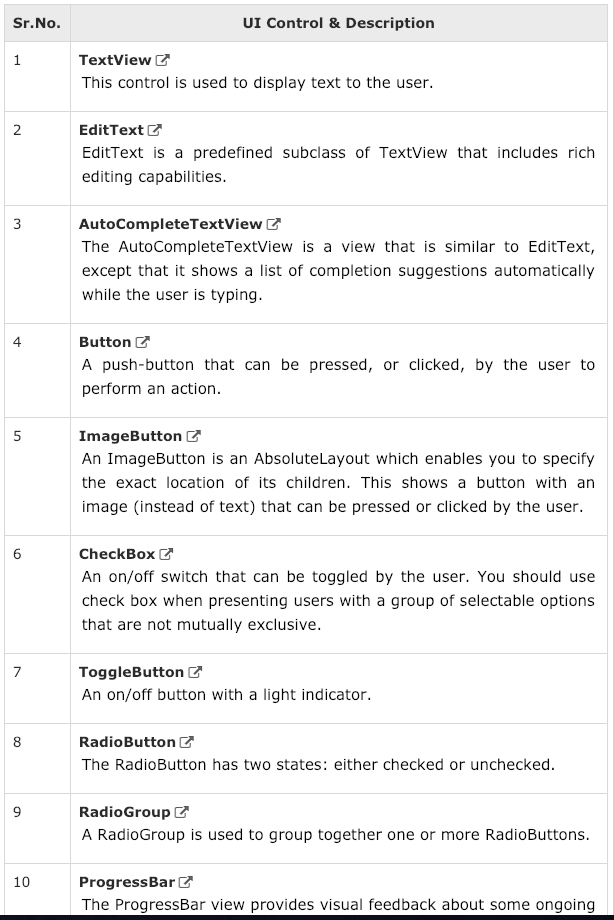 Sr.No. UI Control & Description
1 TextView
This control is used to display text to the user.
2 EditText
EditText is a predefined subclass of TextView that includes rich
editing capabilities.
3 AutoCompleteTextView
The AutoCompleteTextView is a view that is similar to EditText,
except that it shows a list of completion suggestions automatically
while the user is typing.
4 Button
A push-button that can be pressed, or clicked, by the user to
perform an action.
5 ImageButton
An ImageButton is an AbsoluteLayout which enables you to specify
the exact location of its children. This shows a button with an
image (instead of text) that can be pressed or clicked by the user.
6 CheckBox
An on/off switch that can be toggled by the user. You should use
check box when presenting users with a group of selectable options
that are not mutually exclusive.
7 ToggleButton
An on/off button with a light indicator.
8 RadioButton
The RadioButton has two states: either checked or unchecked.
9 RadioGroup
A RadioGroup is used to group together one or more RadioButtons.
10 ProgressBar
The ProgressBar view provides visual feedback about some ongoing